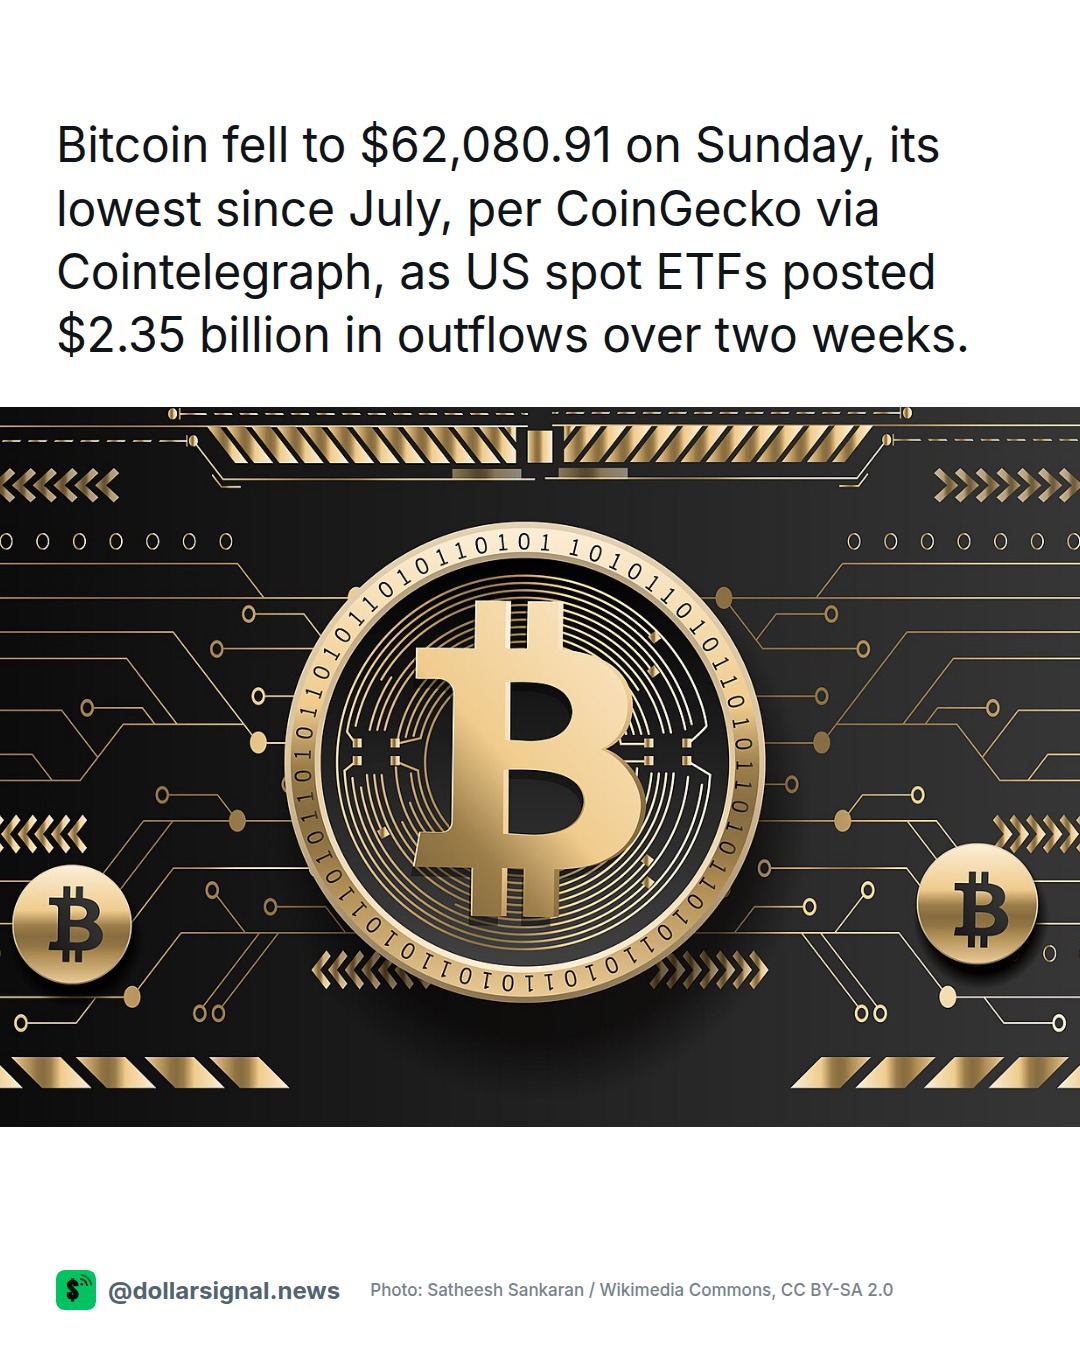 Bitcoin fell to $62,080.91 on Sunday, its
lowest since July, per CoinGecko via
Cointelegraph, as US spot ETFs posted
$2.35 billion in outflows over two weeks.
@dollarsignal.news
Photo: Satheesh Sankaran / Wikimedia Commons, CC BY-SA 2.0